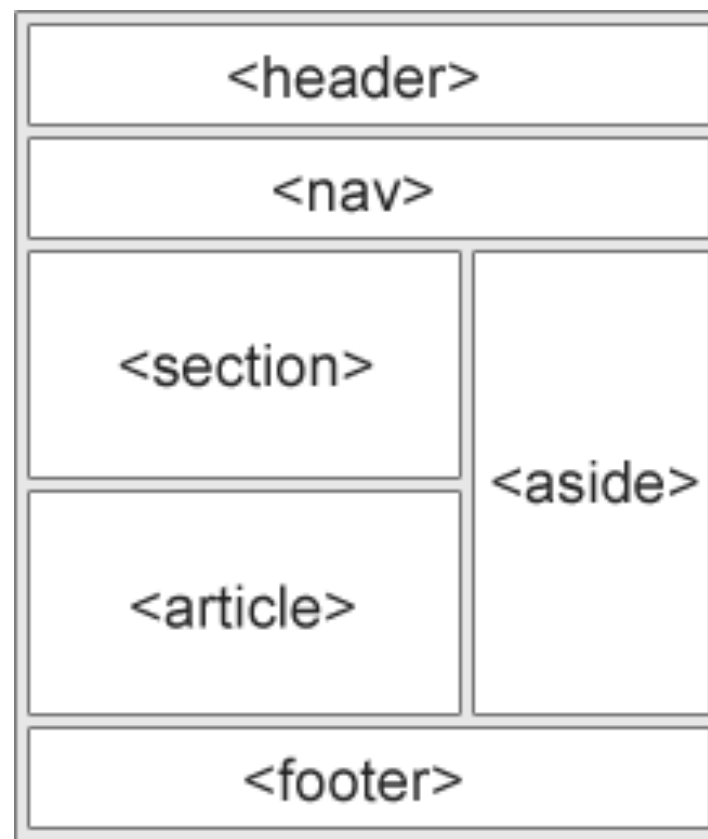 <header>
<nav>
<section>
<article>
<aside>
<footer>